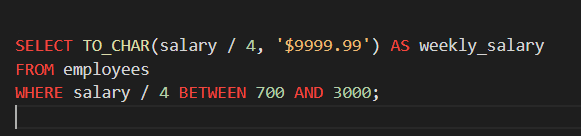 SELECT TO_CHAR(salary / 4, '$9999.99') AS weekly_salary
FROM employees
WHERE salary / 4 BETWEEN 700 AND 3000;